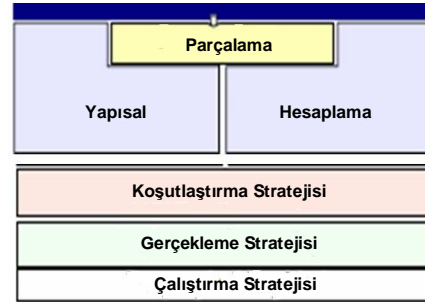 Parçalama
Yapısal
Hesaplama
Koşutlaştırma Stratejisi
Gerçekleme Stratejisi
Çalıştırma Stratejisi